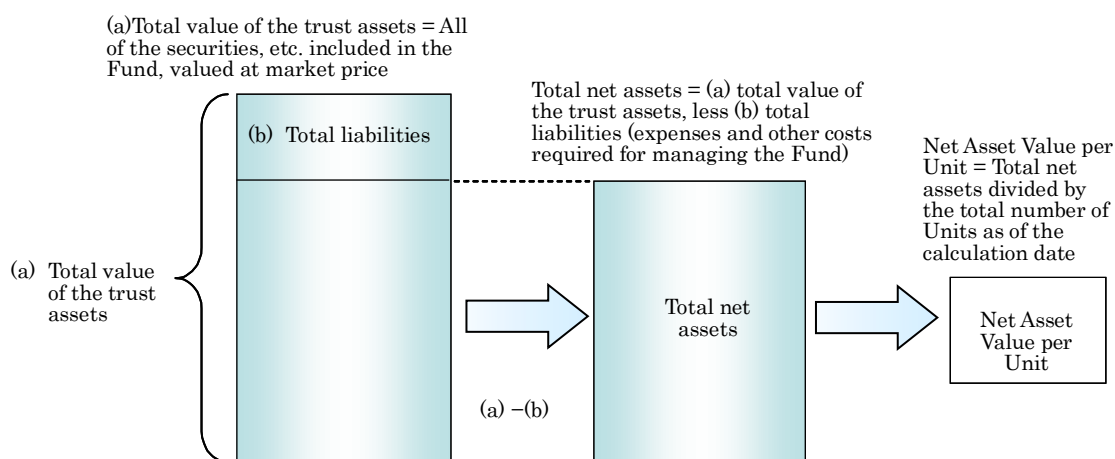 (a)Total value of the trust assets = All
of the securities, etc. included in the
Fund, valued at market price
(b) Total liabilities
(a) Total value
of the trust
assets
Total net assets = (a) total value of
the trust assets, less (b) total
liabilities (expenses and other costs
required for managing the Fund)
(a) −(b)
Total net
assets
Net Asset Value per
Unit = Total net
assets divided by
the total number of
Units as of the
calculation date
Net Asset
Value per
Unit